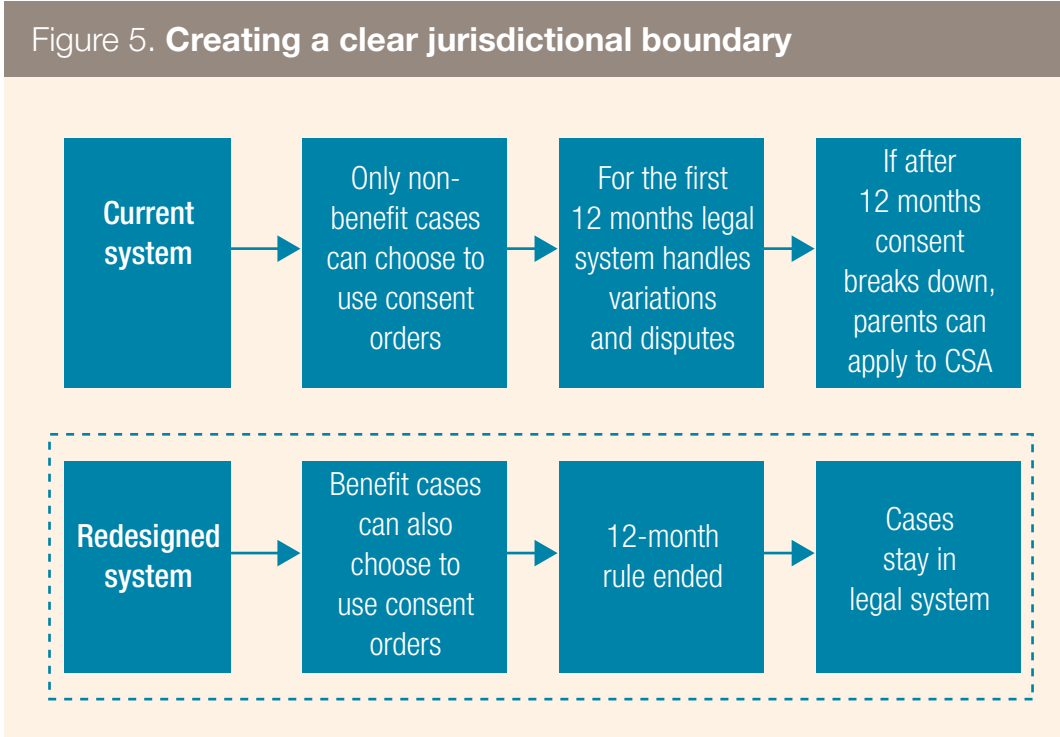 Figure 5. Creating a clear jurisdictional boundary
Current
system
Only non-
benefit cases
can choose to
use consent
orders
For the first
12 months legal
system handles
variations
and disputes
If after
12 months
consent
breaks down,
parents can
apply to CSA
Redesigned
system
Benefit cases
can also
choose to
use consent
orders
12-month
rule ended
Cases
stay in
legal system